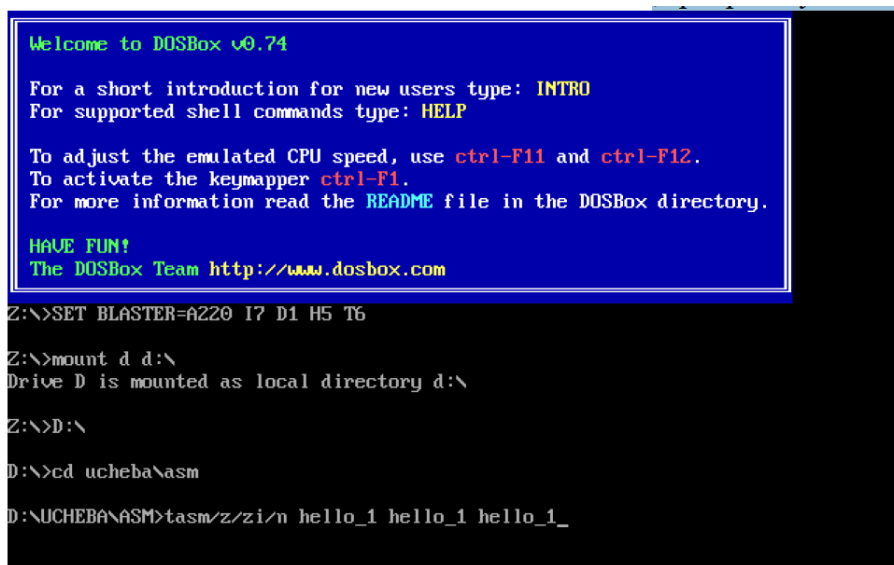 Welcome to DOSBox v0.74
For a short introduction for new users type: INTRO
For supported shell commands type: HELP
To adjust the emulated CPU speed, use ctrl-F11 and ctrl-F12.
To activate the keymapper ctrl-F1.
For more information read the README file in the DOSBox directory.
HAVE FUN!
The DOSBox Team http://www.dosbox.com
Z:\>SET BLASTER=A220 I7 D1 H5 T6
Z:\>mount d d:\
Drive D is mounted as local directory d:\
Z:\>D:\
D:\>cd ucheba\asm
D:\UCHEBA\ASM>tasm/z/zi/n hello_1 hello_1 hello_1_